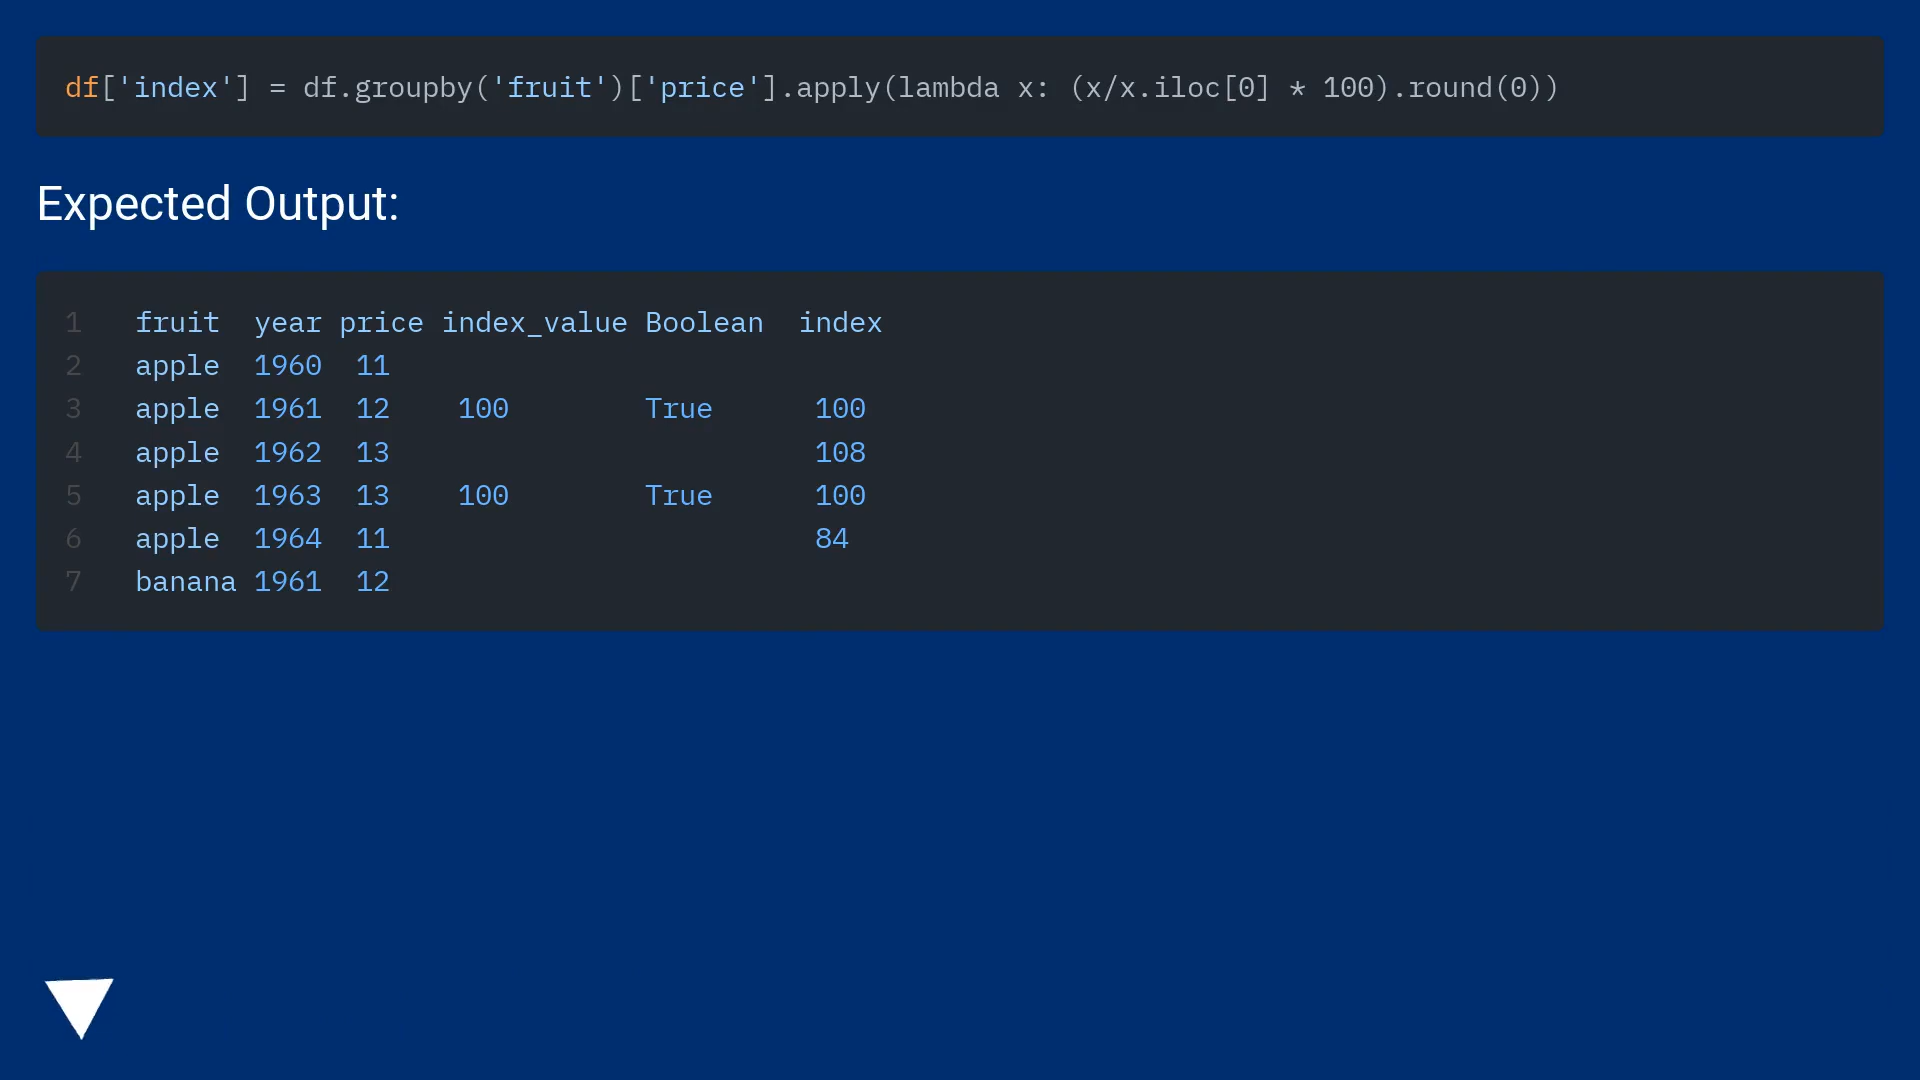 df['index'] = df.groupby('fruit')['price'].apply(lambda x: (x/x.iloc[0] * 100).round(0))
Expected Output:
1   fruit  year price index_value Boolean  index
2   apple  1960  11
3   apple  1961  12    100        True      100
4   apple  1962  13                         108
5   apple  1963  13    100        True      100
6   apple  1964  11                         84
7   banana 1961  12